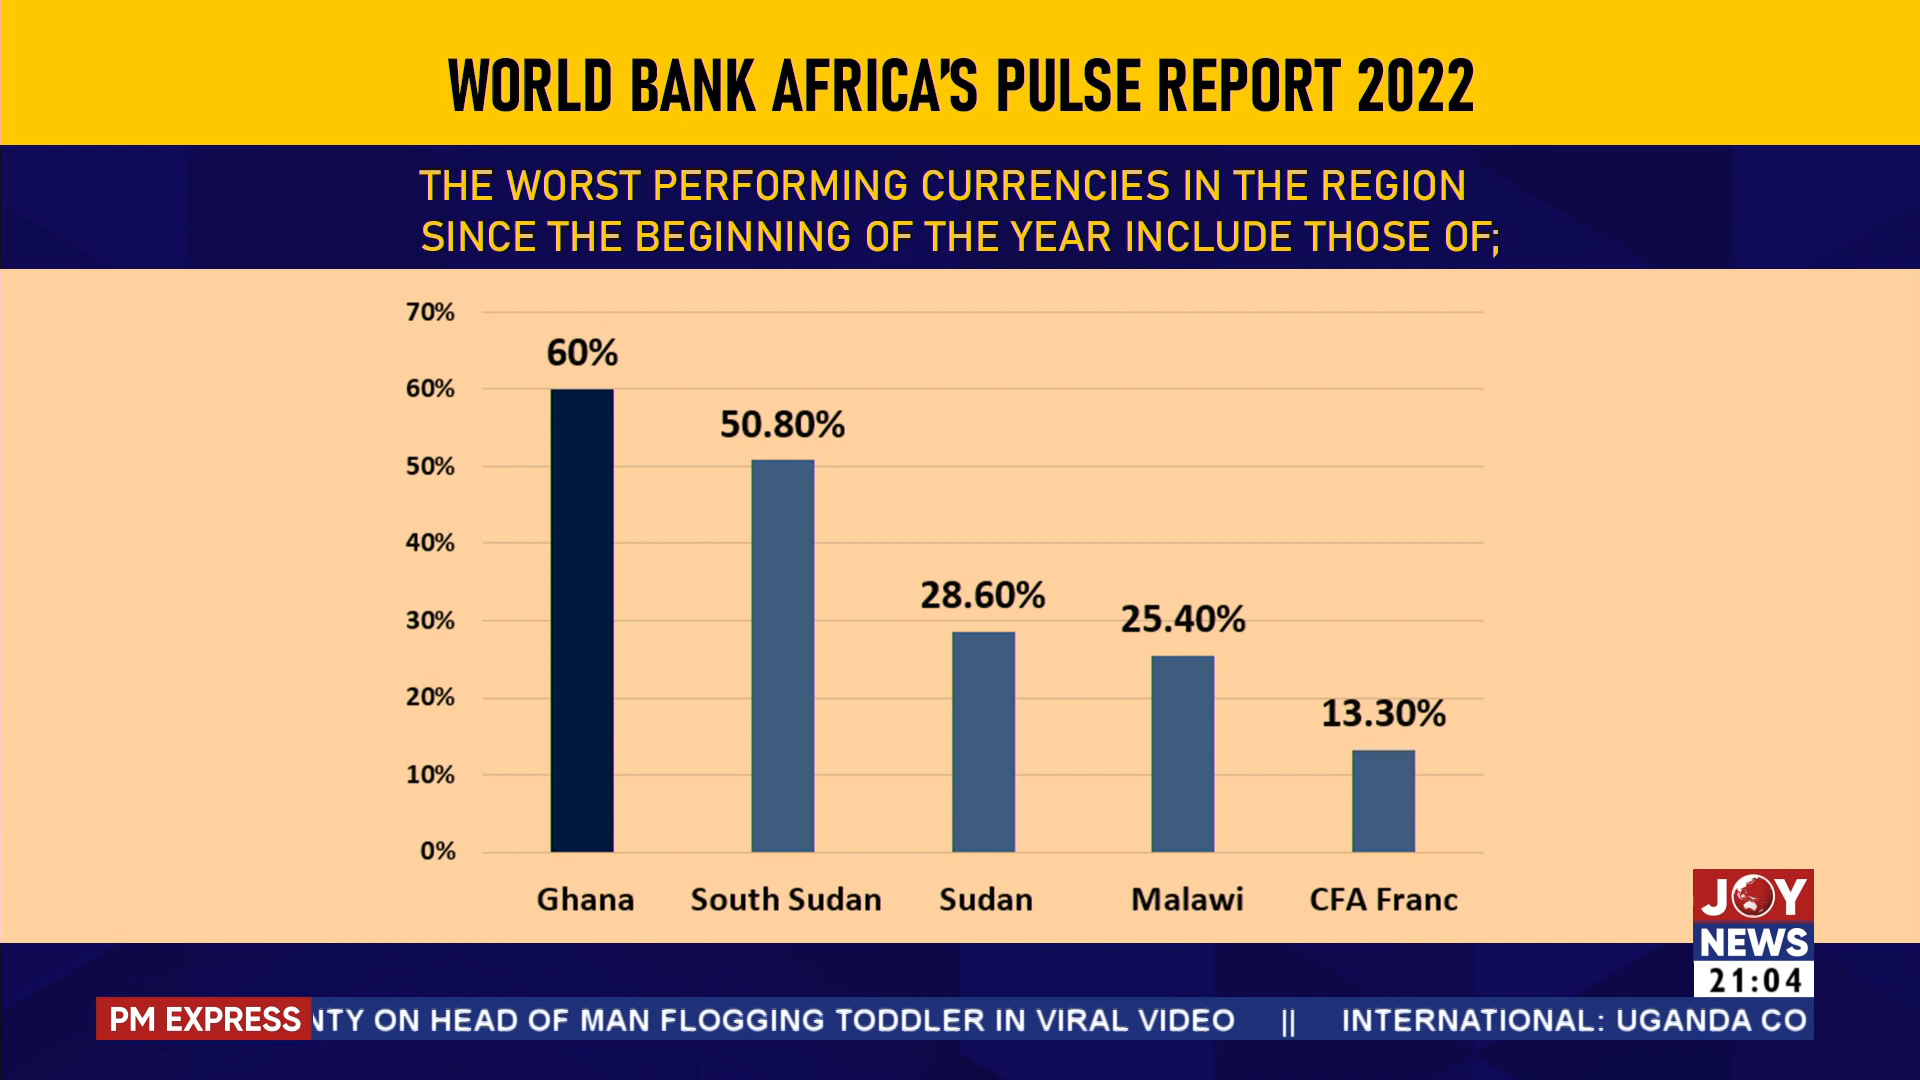 WORLD BANK AFRICA'S PULSE REPORT 2022
THE WORST PERFORMING CURRENCIES IN THE REGION
SINCE THE BEGINNING OF THE YEAR INCLUDE THOSE OF;
70%
60%
50%
40%
30%
20%
10%
0%
60%
50.80%
28.60%
25.40%
13.30%
Ghana
South Sudan
Sudan
Malawi
CFA Franc
JOY
NEWS
21:04
PM EXPRESS
NTY ON HEAD OF MAN FLOGGING TODDLER IN VIRAL VIDEO || INTERNATIONAL: UGANDA CO